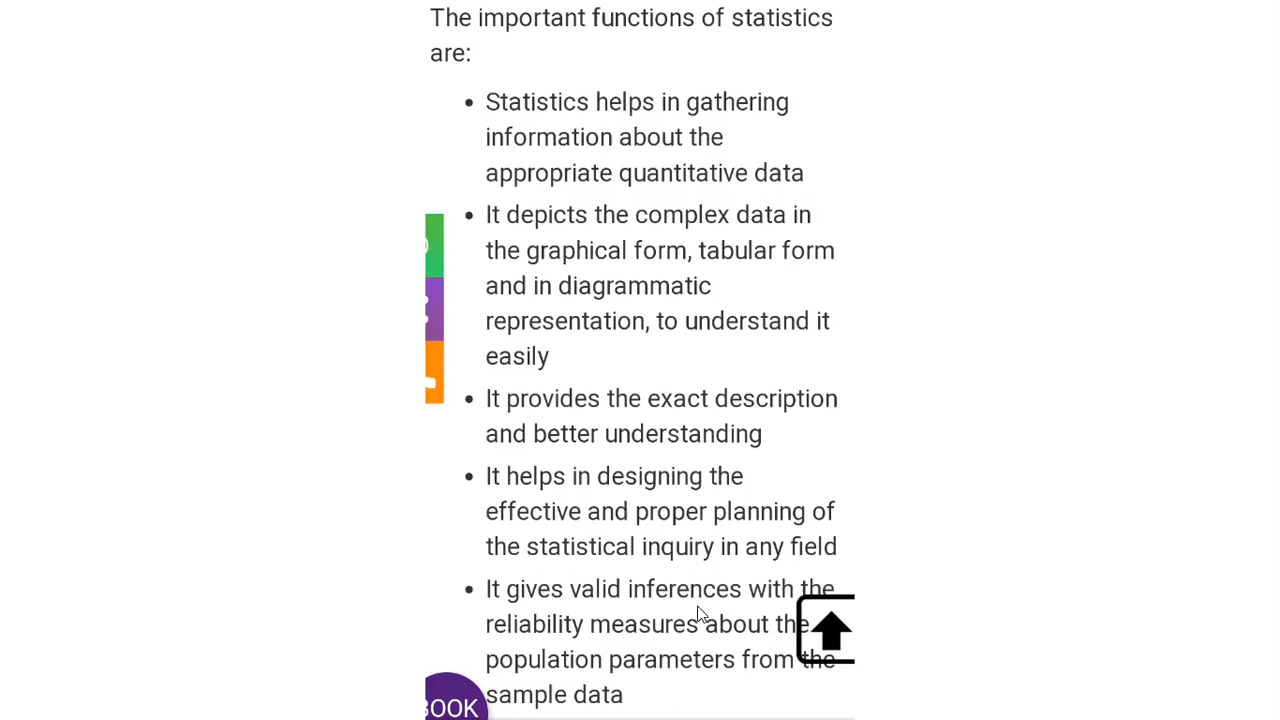 The important functions of statistics
are:
• Statistics helps in gathering
information about the
appropriate quantitative data
• It depicts the complex data in
the graphical form, tabular form
and in diagrammatic
representation, to understand it
easily
• It provides the exact description
and better understanding
• It helps in designing the
effective and proper planning of
the statistical inquiry in any field
• It gives valid inferences with the
reliability measures about the
population parameters from the
sample data